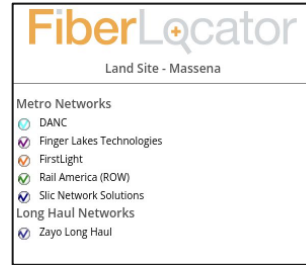 FiberLocator
Land Site - Massena
Metro Networks
DANC
Finger Lakes Technologies
FirstLight
Rail America (ROW)
Slic Network Solutions
Long Haul Networks
Zayo Long Haul